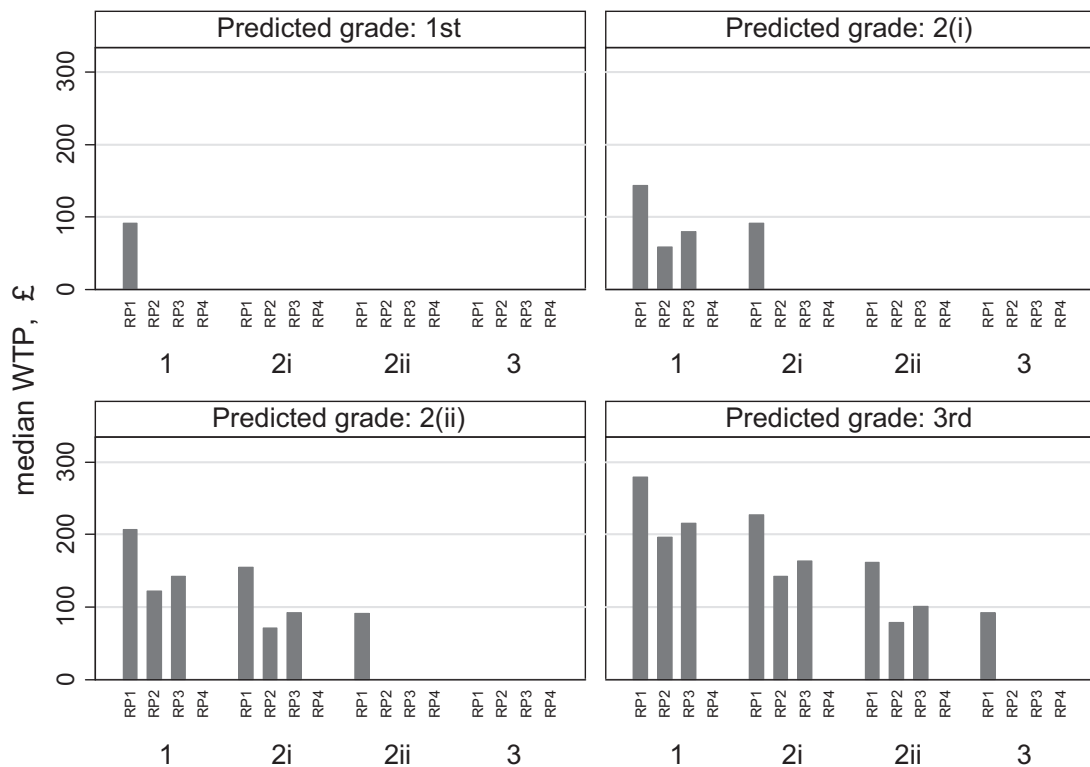 Predicted grade: 1st
Predicted grade: 2(i)
median WTP, £
300
200
100
0
RP1 RP2 RP3 RP4 RP1 RP2 RP3 RP4 RP1 RP2 RP3 RP4 RP1 RP2 RP3 RP4
1 2i 2ii 3
RP1 RP2 RP3 RP4 RP1 RP2 RP3 RP4 RP1 RP2 RP3 RP4 RP1 RP2 RP3 RP4
1 2i 2ii 3
Predicted grade: 2(ii)
Predicted grade: 3rd
300
200
100
0
RP1 RP2 RP3 RP4 RP1 RP2 RP3 RP4 RP1 RP2 RP3 RP4 RP1 RP2 RP3 RP4
1 2i 2ii 3
RP1 RP2 RP3 RP4 RP1 RP2 RP3 RP4 RP1 RP2 RP3 RP4 RP1 RP2 RP3 RP4
1 2i 2ii 3